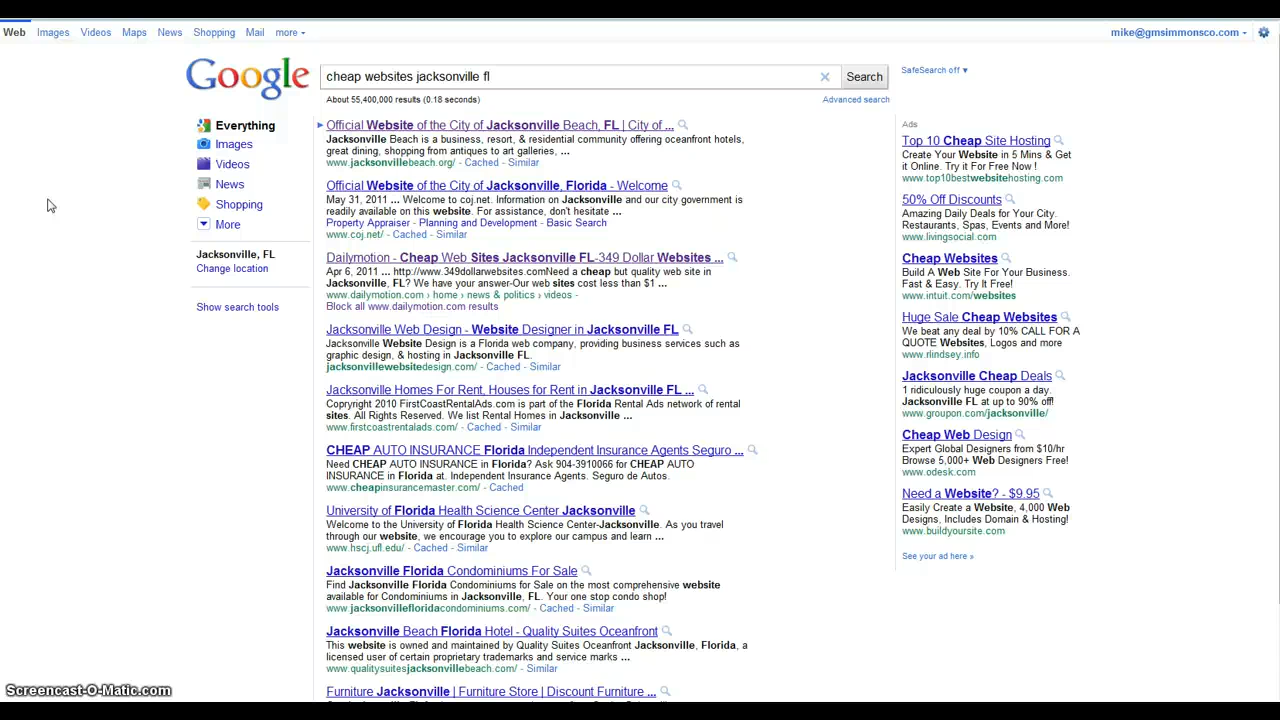 Web Images Videos Maps News Shopping Mail more
mike@gmsimmonsco.com
Google
cheap websites jacksonville fl
Search
SafeSearch off
About 55,400,000 results (0.18 seconds)
Advanced search
Everything
Images
Videos
News
Shopping
More
Jacksonville, FL
Change location
Show search tools
Official Website of the City of Jacksonville Beach, FL | City of ...
Jacksonville Beach is a business, resort, & residential community offering oceanfront hotels,
great dining, shopping from antiques to art galleries, ...
www.jacksonvillebeach.org/ - Cached - Similar
Official Website of the City of Jacksonville, Florida - Welcome
May 31, 2011 ... Welcome to coj.net. Information on Jacksonville and our city government is
readily available on this website. For assistance, don't hesitate ...
Property Appraiser - Planning and Development - Basic Search
www.coj.net/ - Cached - Similar
Dailymotion - Cheap Web Sites Jacksonville FL-349 Dollar Websites ...
Apr 6, 2011 ... http://www.349dollarwebsites.comNeed a cheap but quality web site in
Jacksonville, FL? We have your answer-Our web sites cost less than $1 ...
www.dailymotion.com › home › news & politics › videos -
Block all www.dailymotion.com results
Jacksonville Web Design - Website Designer in Jacksonville FL
Jacksonville Website Design is a Florida web company, providing business services such as
graphic design, & hosting in Jacksonville FL.
jacksonvillewebsitedesign.com/ - Cached - Similar
Jacksonville Homes For Rent, Houses for Rent in Jacksonville FL ...
Copyright 2010 FirstCoastRentalAds.com is part of the Florida Rental Ads network of rental
sites. All Rights Reserved. We list Rental Homes in Jacksonville ...
www.firstcoastrentalads.com/ - Cached - Similar
CHEAP AUTO INSURANCE Florida Independent Insurance Agents Seguro ...
Need CHEAP AUTO INSURANCE in Florida? Ask 904-3910066 for CHEAP AUTO
INSURANCE in Florida at. Independent Insurance Agents. Seguro de Autos.
www.cheapinsurancemaster.com/ - Cached
University of Florida Health Science Center Jacksonville
Welcome to the University of Florida Health Science Center-Jacksonville. As you travel
through our website, we encourage you to explore our campus and learn ...
www.hscj.ufl.edu/ - Cached - Similar
Jacksonville Florida Condominiums For Sale
Find Jacksonville Florida Condominiums for Sale on the most comprehensive website
available for Condominiums in Jacksonville, FL. Your one stop condo shop!
www.jacksonvillefloridacondominiums.com/ - Cached - Similar
Jacksonville Beach Florida Hotel - Quality Suites Oceanfront
This website is owned and maintained by Quality Suites Oceanfront Jacksonville, Florida, a
licensed user of certain proprietary trademarks and service marks ...
www.qualitysuitesjacksonvillebeach.com/ - Similar
Furniture Jacksonville | Furniture Store | Discount Furniture ...
Ads
Top 10 Cheap Site Hosting
Create Your Website in 5 Mins & Get
it Online. Try it For Free Now !
www.top10bestwebsitehosting.com
50% Off Discounts
Amazing Daily Deals for Your City.
Restaurants, Spas, Events and More!
www.livingsocial.com
Cheap Websites
Build A Web Site For Your Business.
Fast & Easy. Try It Free!
www.intuit.com/websites
Huge Sale Cheap Websites
We beat any deal by 10% CALL FOR A
QUOTE Websites, Logos and more
www.rlindsey.info
Jacksonville Cheap Deals
1 ridiculously huge coupon a day.
Jacksonville FL at up to 90% off!
www.groupon.com/jacksonville/
Cheap Web Design
Expert Global Designers from $10/hr
Browse 5,000+ Web Designers Free!
www.odesk.com
Need a Website? - $9.95
Easily Create a Website, 4,000 Web
Designs, Includes Domain & Hosting!
www.buildyoursite.com
See your ad here »
Screencast-O-Matic.com